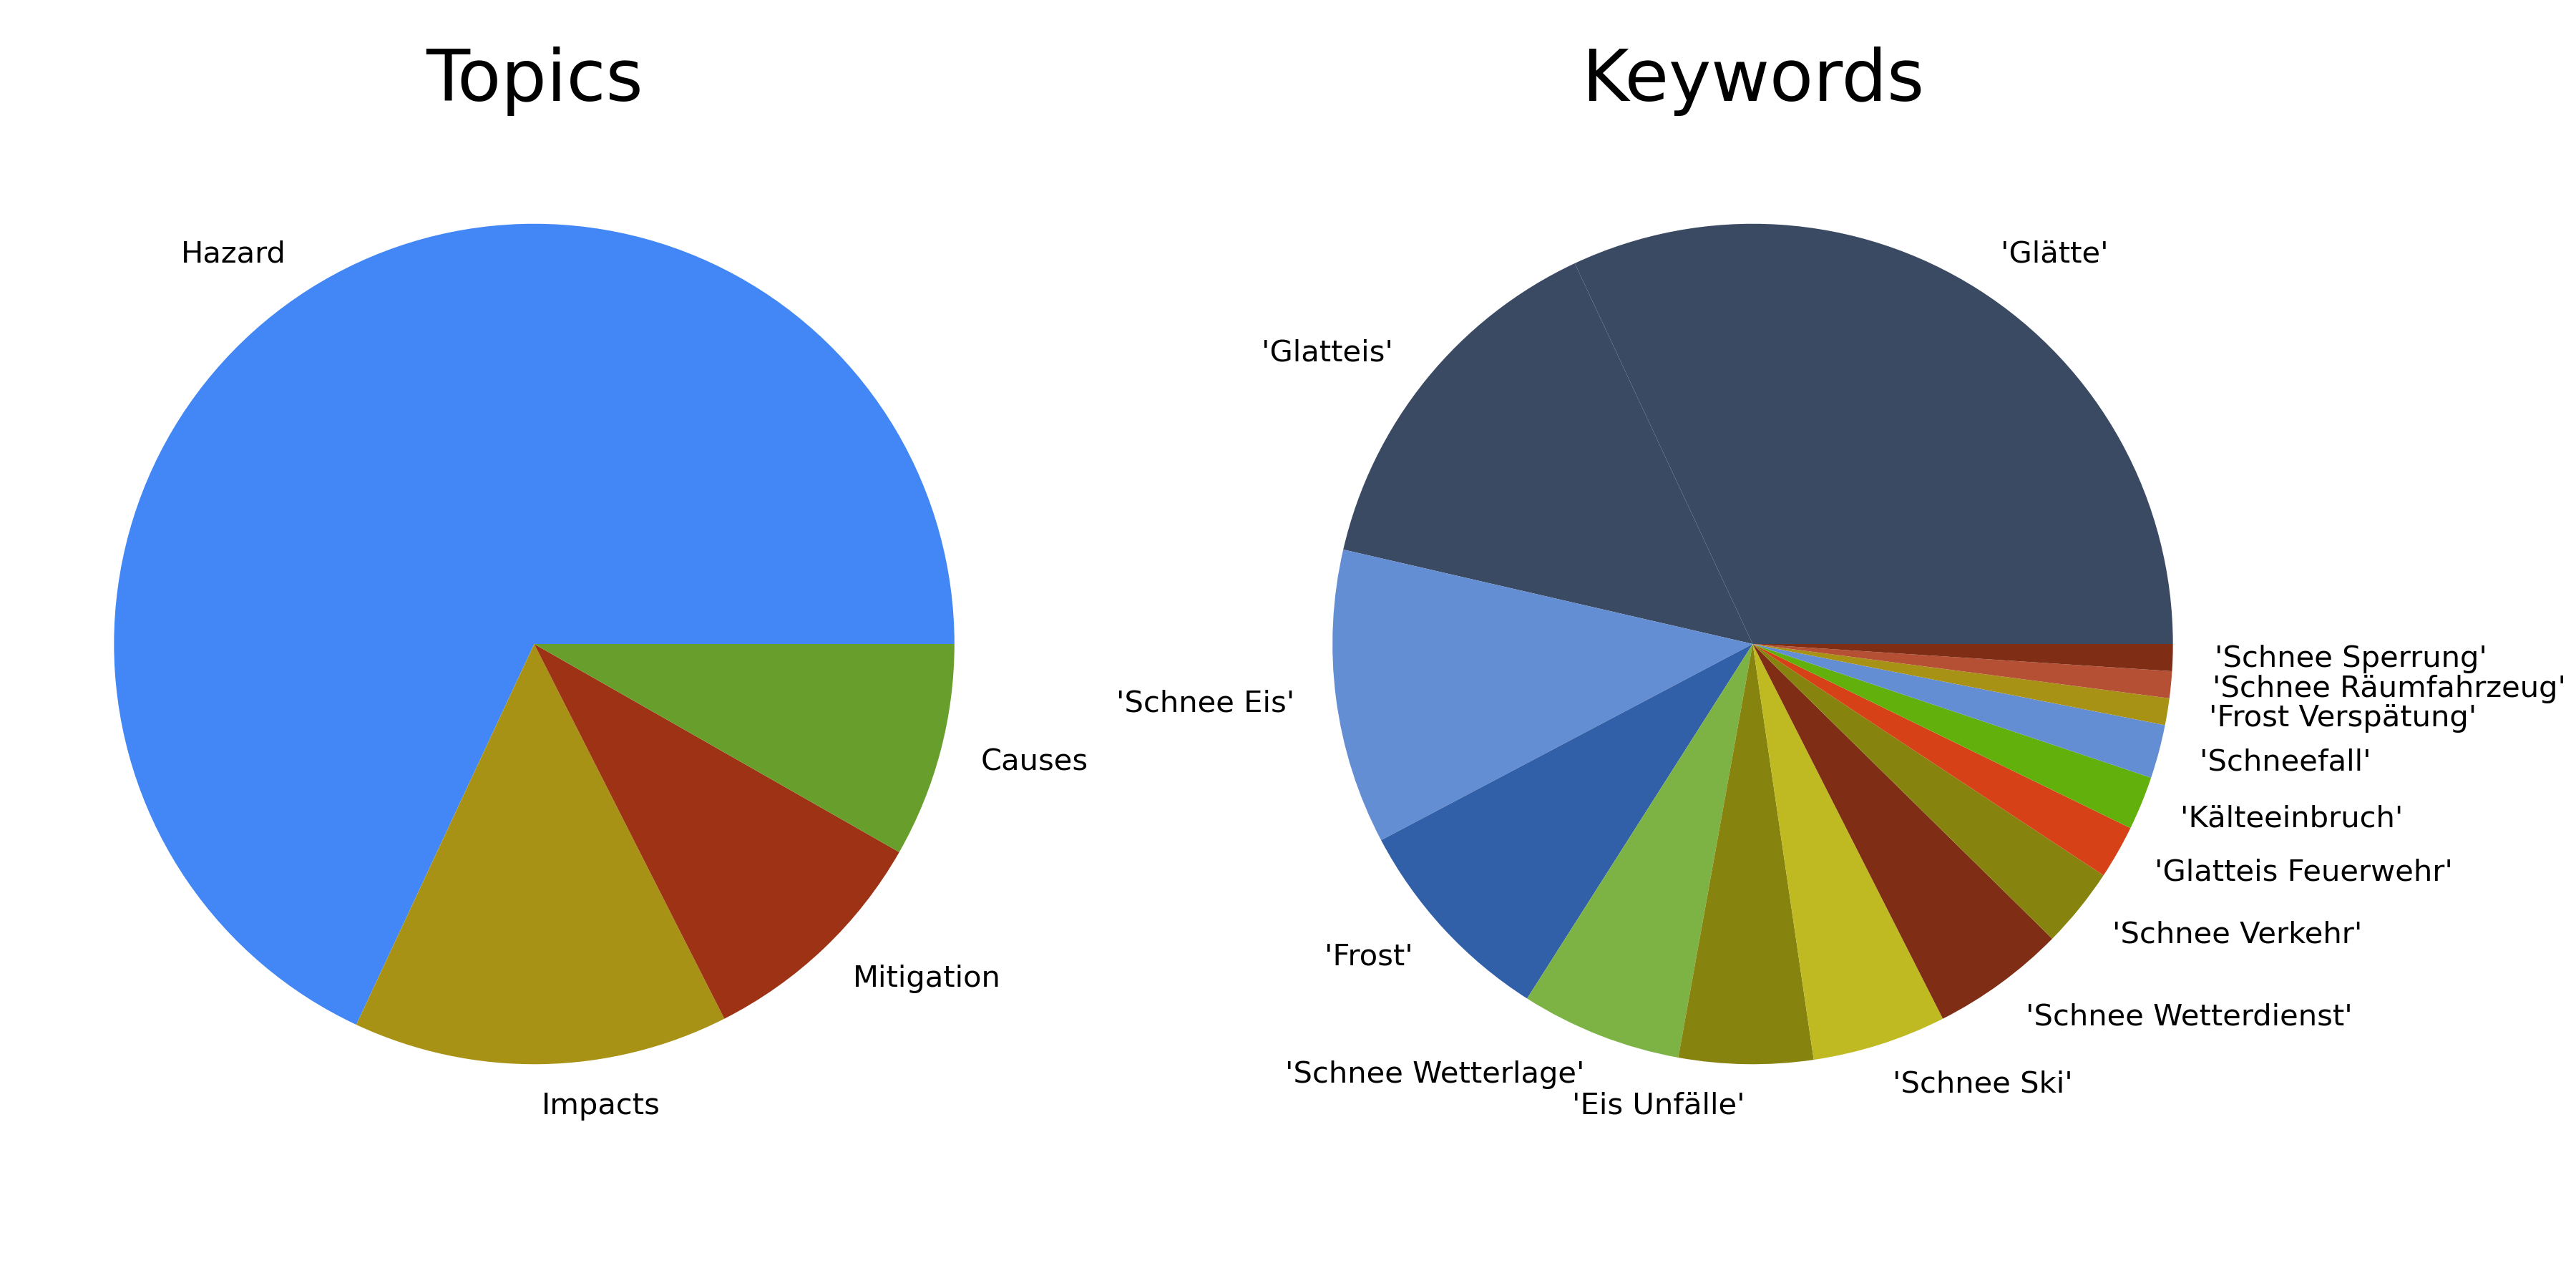 Topics
Hazard
Causes
Mitigation
Impacts
Keywords
'Glätte'
'Glatteis'
'Schnee Eis'
'Frost'
'Schnee Wetterlage'
'Eis Unfälle'
'Schnee Ski'
'Schnee Wetterdienst'
'Schnee Verkehr'
'Glatteis Feuerwehr'
'Kälteeinbruch'
'Schneefall'
'Frost Verspätung'
'Schnee Räumfahrzeug'
'Schnee Sperrung'